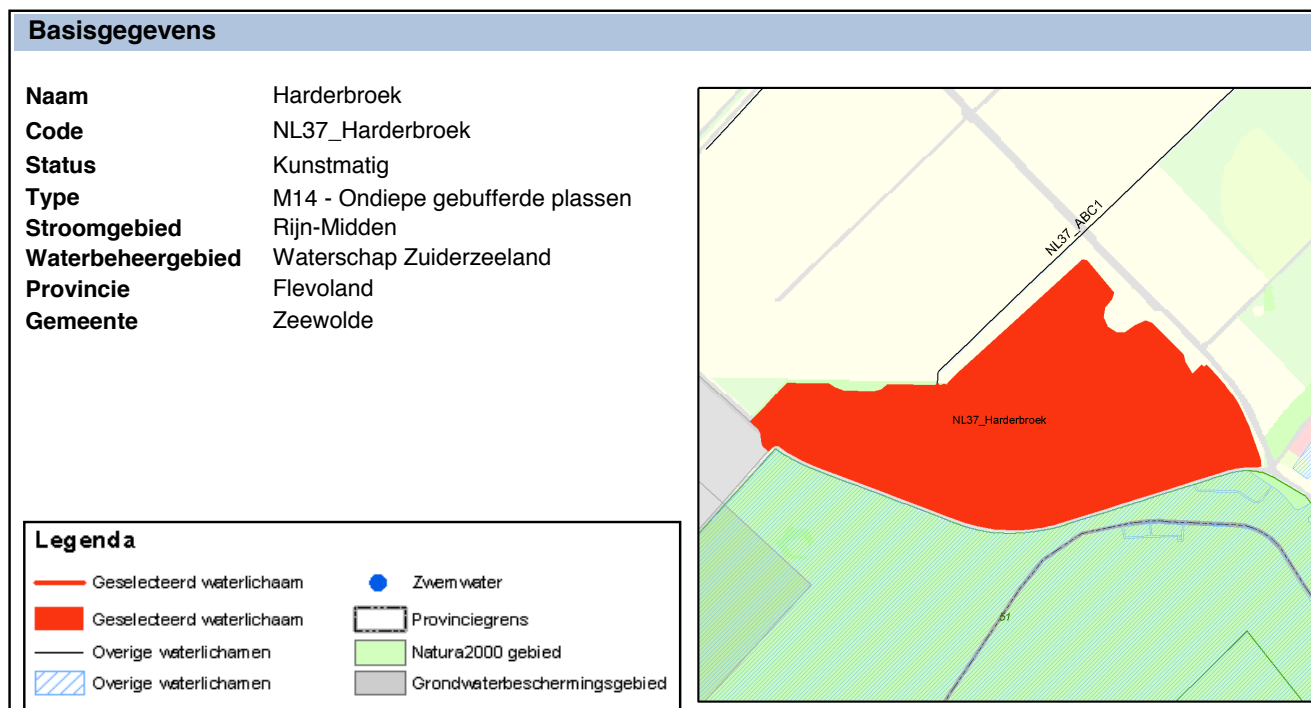 Basisgegevens
Naam Harderbroek
Code NL37_Harderbroek
Status Kunstmatig
Type M14 - Ondiepe gebufferde plassen
Stroomgebied Rijn-Midden
Waterbeheergebied Waterschap Zuiderzeeland
Provincie Flevoland
Gemeente Zeewolde
NL37_ABC1
NL37_Harderbroek
51
Legenda
Geselecteerd waterlichaam Zwemwater
Geselecteerd waterlichaam Provinciegrens
Overige waterlichamen Natura2000 gebied
Overige waterlichamen Grondwaterbeschermingsgebied